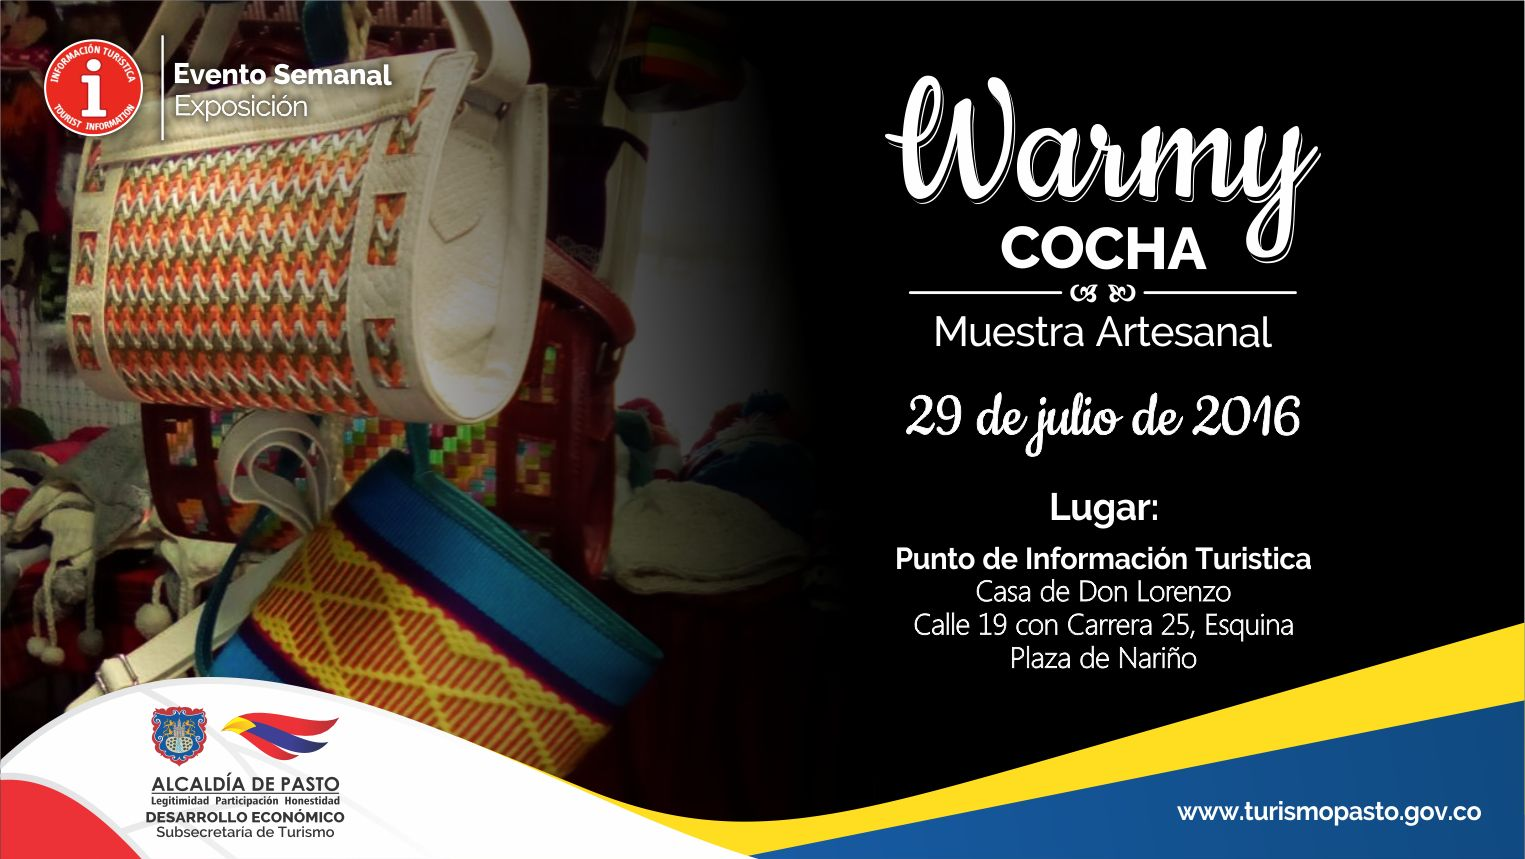 INFORMACIÓN TURISTICA
TOURIST INFORMATION
Evento Semanal
Exposición
Warmy
COCHA
Muestra Artesanal
29 de julio de 2016
Lugar:
Punto de Información Turistica
Casa de Don Lorenzo
Calle 19 con Carrera 25, Esquina
Plaza de Nariño
ALCALDÍA DE PASTO
Legitimidad Participación Honestidad
DESARROLLO ECONÓMICO
Subsecretaría de Turismo
www.turismopasto.gov.co